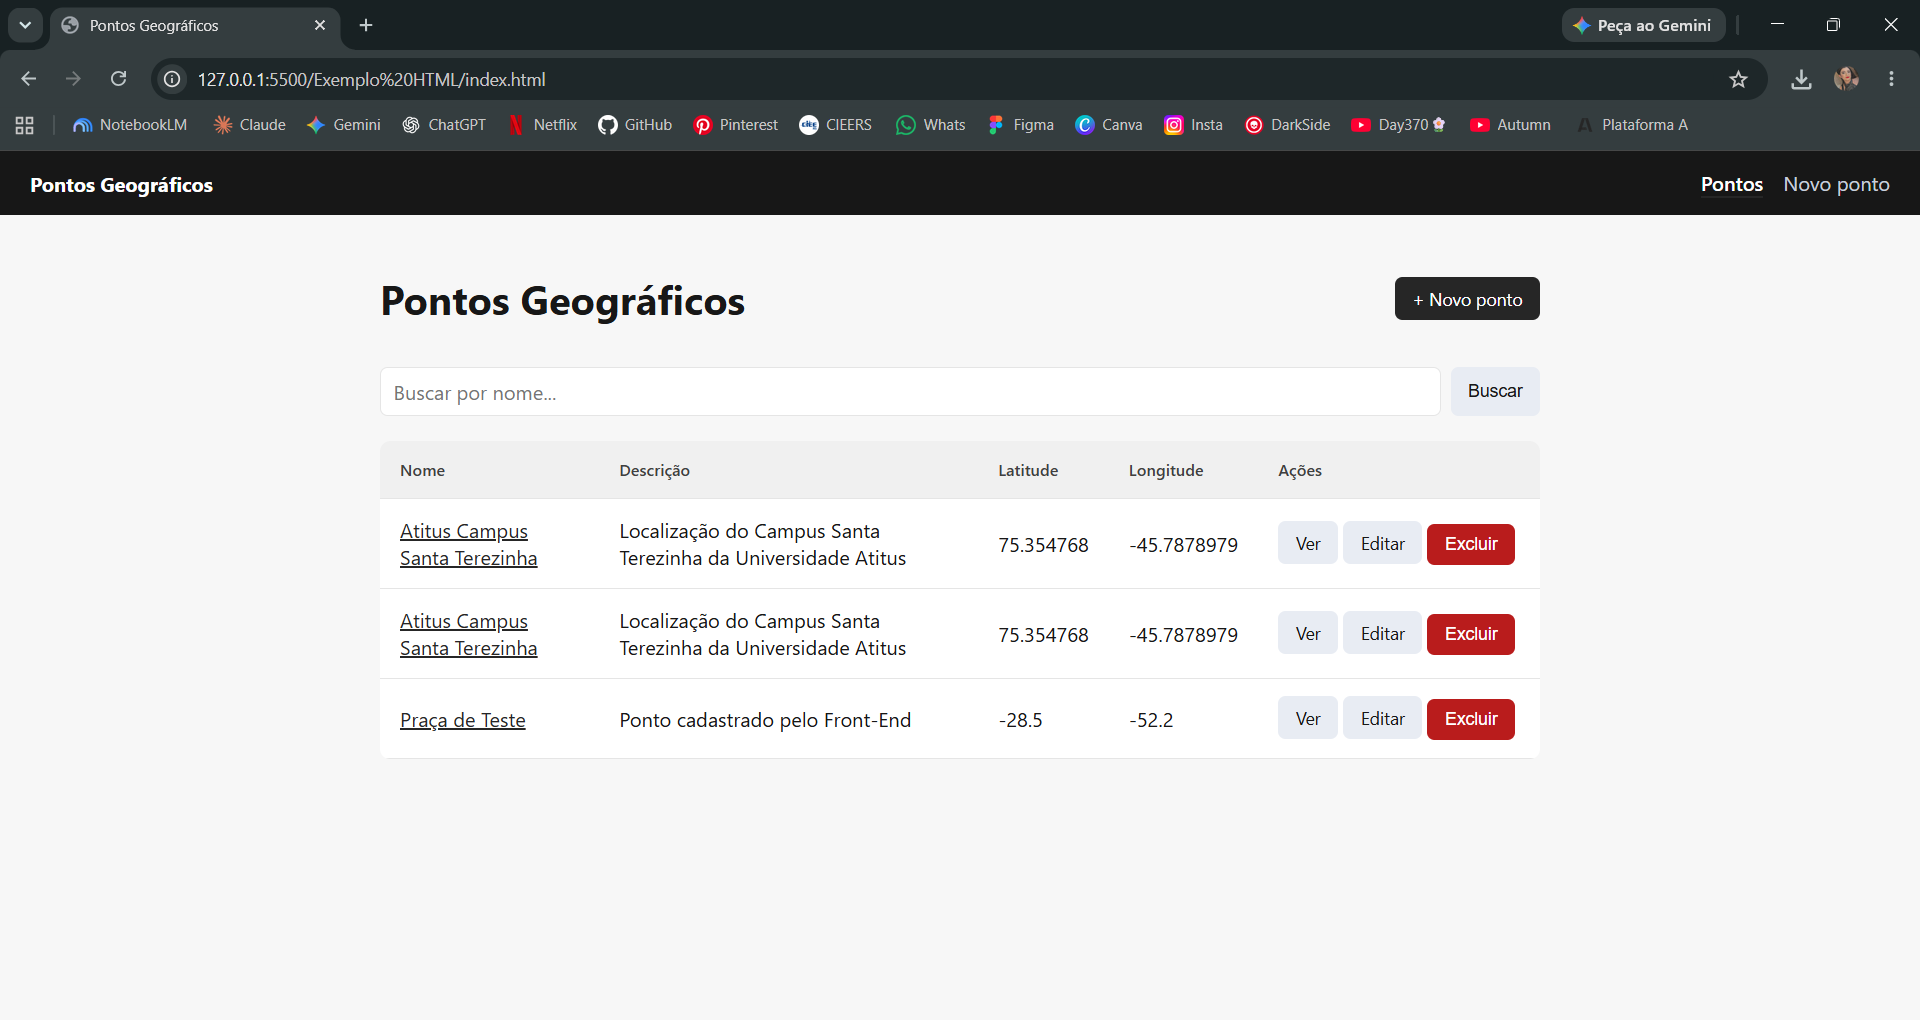 Pontos Geográficos
Peça ao Gemini
127.0.0.1:5500/Exemplo%20HTML/index.html
NotebookLM Claude Gemini ChatGPT Netflix GitHub Pinterest CIEERS Whats Figma Canva Insta DarkSide Day370 Autumn Plataforma A
Pontos Geográficos Pontos Novo ponto
Pontos Geográficos + Novo ponto
Buscar por nome... Buscar
Nome Descrição Latitude Longitude Ações
Atitus Campus
Santa Terezinha
Localização do Campus Santa
Terezinha da Universidade Atitus
75.354768 -45.7878979 Ver Editar Excluir
Atitus Campus
Santa Terezinha
Localização do Campus Santa
Terezinha da Universidade Atitus
75.354768 -45.7878979 Ver Editar Excluir
Praça de Teste Ponto cadastrado pelo Front-End -28.5 -52.2 Ver Editar Excluir